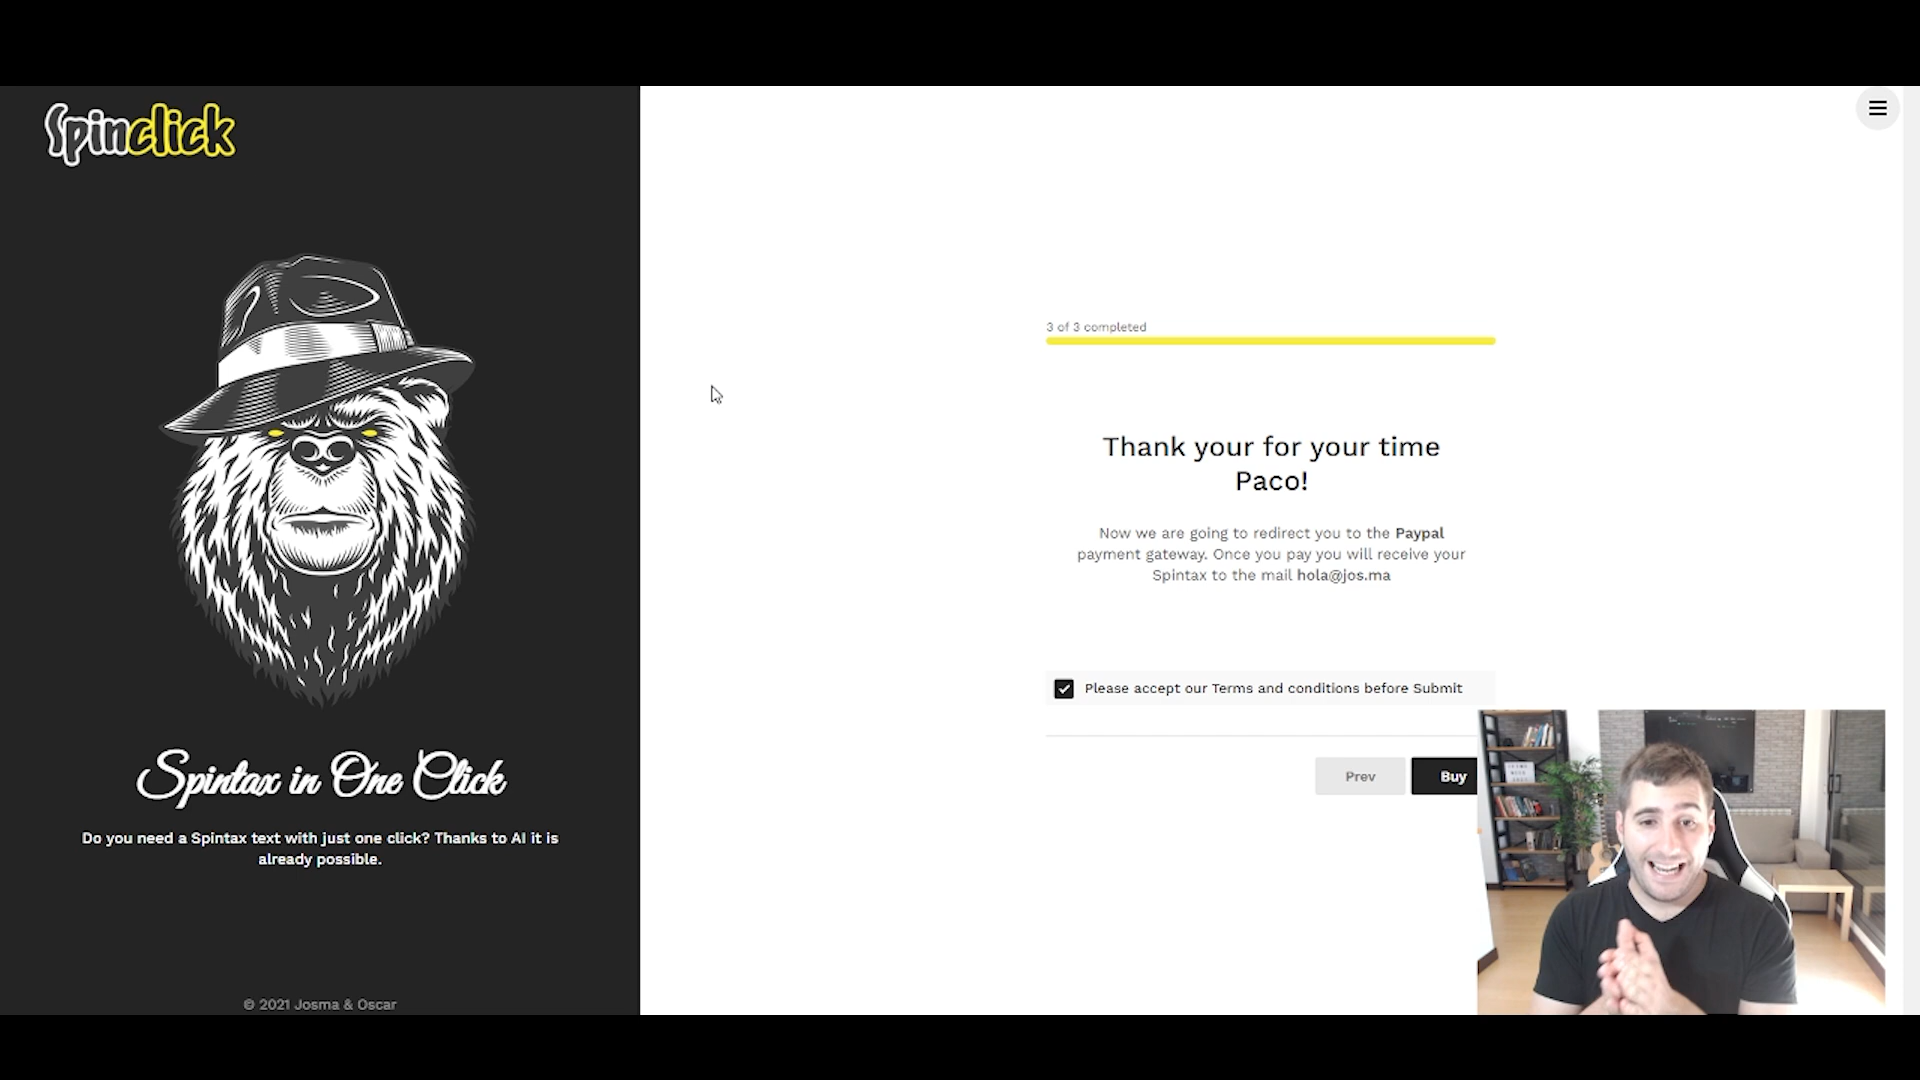 Spinclick
3 of 3 completed
Thank your for your time
Paco!
Now we are going to redirect you to the Paypal
payment gateway. Once you pay you will receive your
Spintax to the mail hola@jos.ma
Please accept our Terms and conditions before Submit
Prev
Buy
Spintax in One Click
Do you need a Spintax text with just one click? Thanks to AI it is
already possible.
© 2021 Josma & Oscar